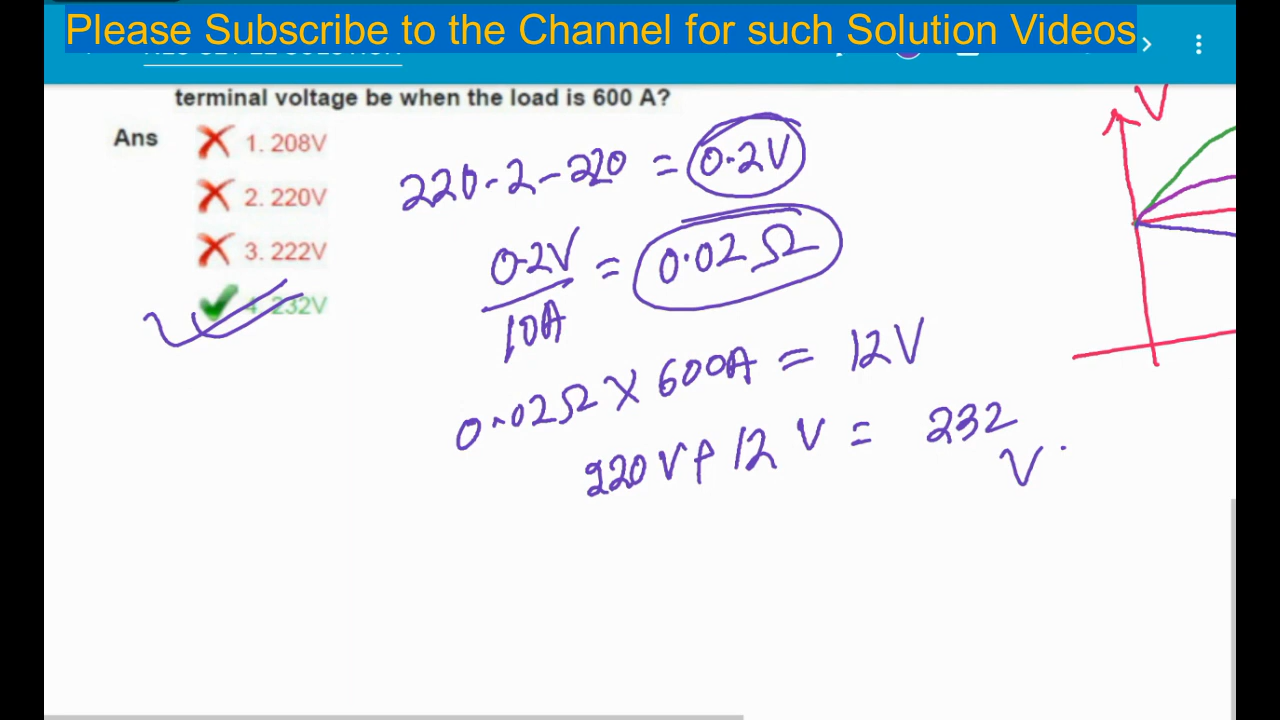 Please Subscribe to the Channel for such Solution Videos
terminal voltage be when the load is 600 A?
Ans
1. 208V
2. 220V
3. 222V
4. 232V
220.2-220 = 0.2V
0.2V/10A = 0.02Ω
0.02Ω X 600A = 12V
220V + 12 V = 232
V
V